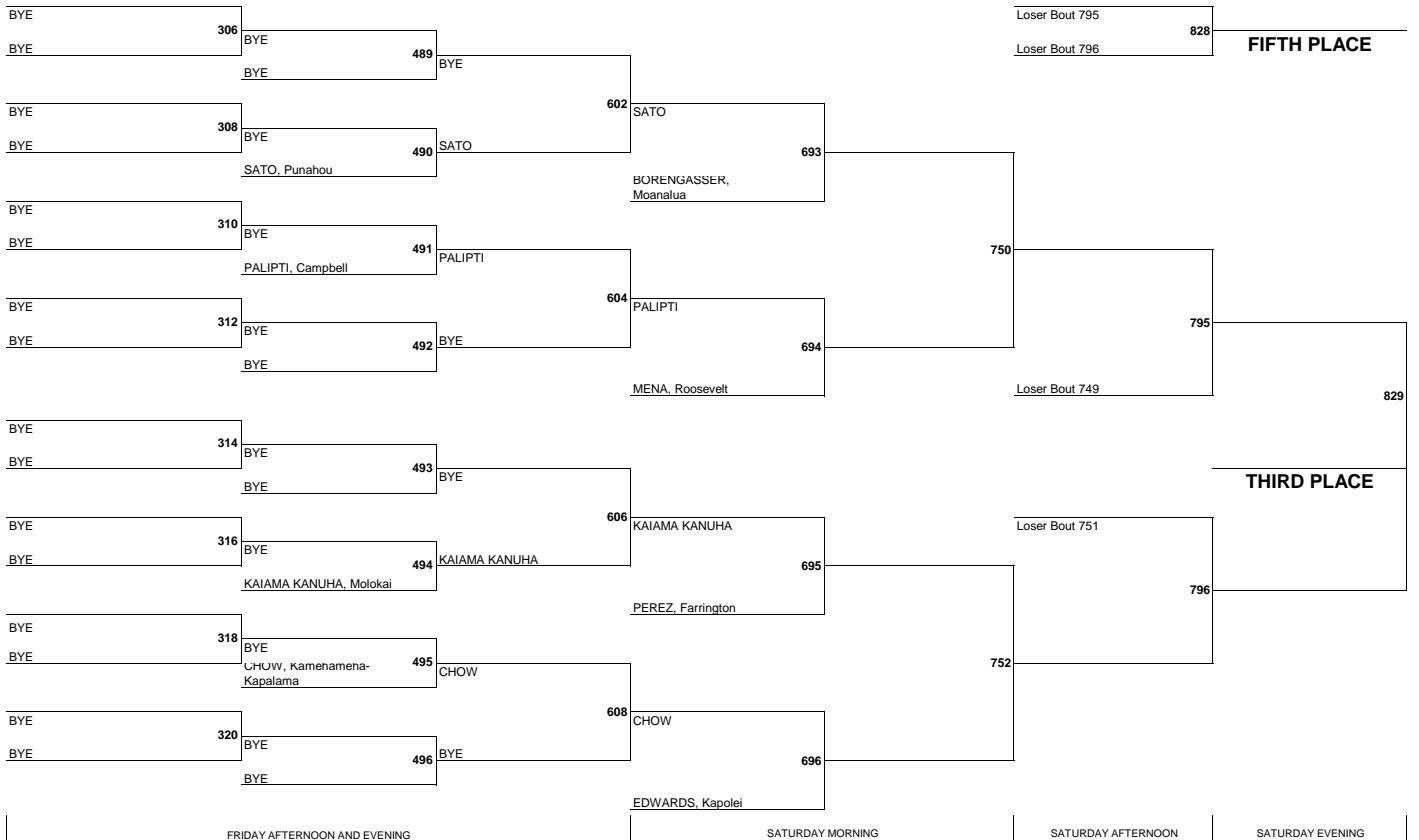 BYE
306
BYE
BYE
489
BYE
BYE
602
BYE
308
BYE
BYE
490
SATO
SATO, Punahou
SATO
693
BORENGASSER,
Moanalua
BYE
310
BYE
BYE
491
PALIPTI
PALIPTI, Campbell
604
BYE
312
BYE
BYE
492
BYE
BYE
PALIPTI
694
MENA, Roosevelt
750
BYE
314
BYE
BYE
493
BYE
BYE
606
BYE
316
BYE
BYE
494
KAIAMA KANUHA
KAIAMA KANUHA, Molokai
KAIAMA KANUHA
695
PEREZ, Farrington
BYE
318
BYE
BYE
CHOW, Kamehameha-
Kapalama
495
CHOW
608
BYE
320
BYE
BYE
496
BYE
BYE
CHOW
696
EDWARDS, Kapolei
752
Loser Bout 795
828
Loser Bout 796
FIFTH PLACE
795
Loser Bout 749
829
THIRD PLACE
Loser Bout 751
796
FRIDAY AFTERNOON AND EVENING
SATURDAY MORNING
SATURDAY AFTERNOON
SATURDAY EVENING